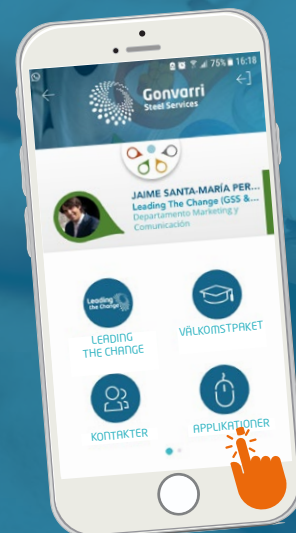 75% 16:18
Gonvarri
Steel Services
JAIME SANTA-MARÍA PER...
Leading The Change (GSS &...
Departamento Marketing y
Comunicación
Leading
the Change
LEADING
THE CHANGE
VÄLKOMSTPAKET
KONTAKTER
APPLIKATIONER